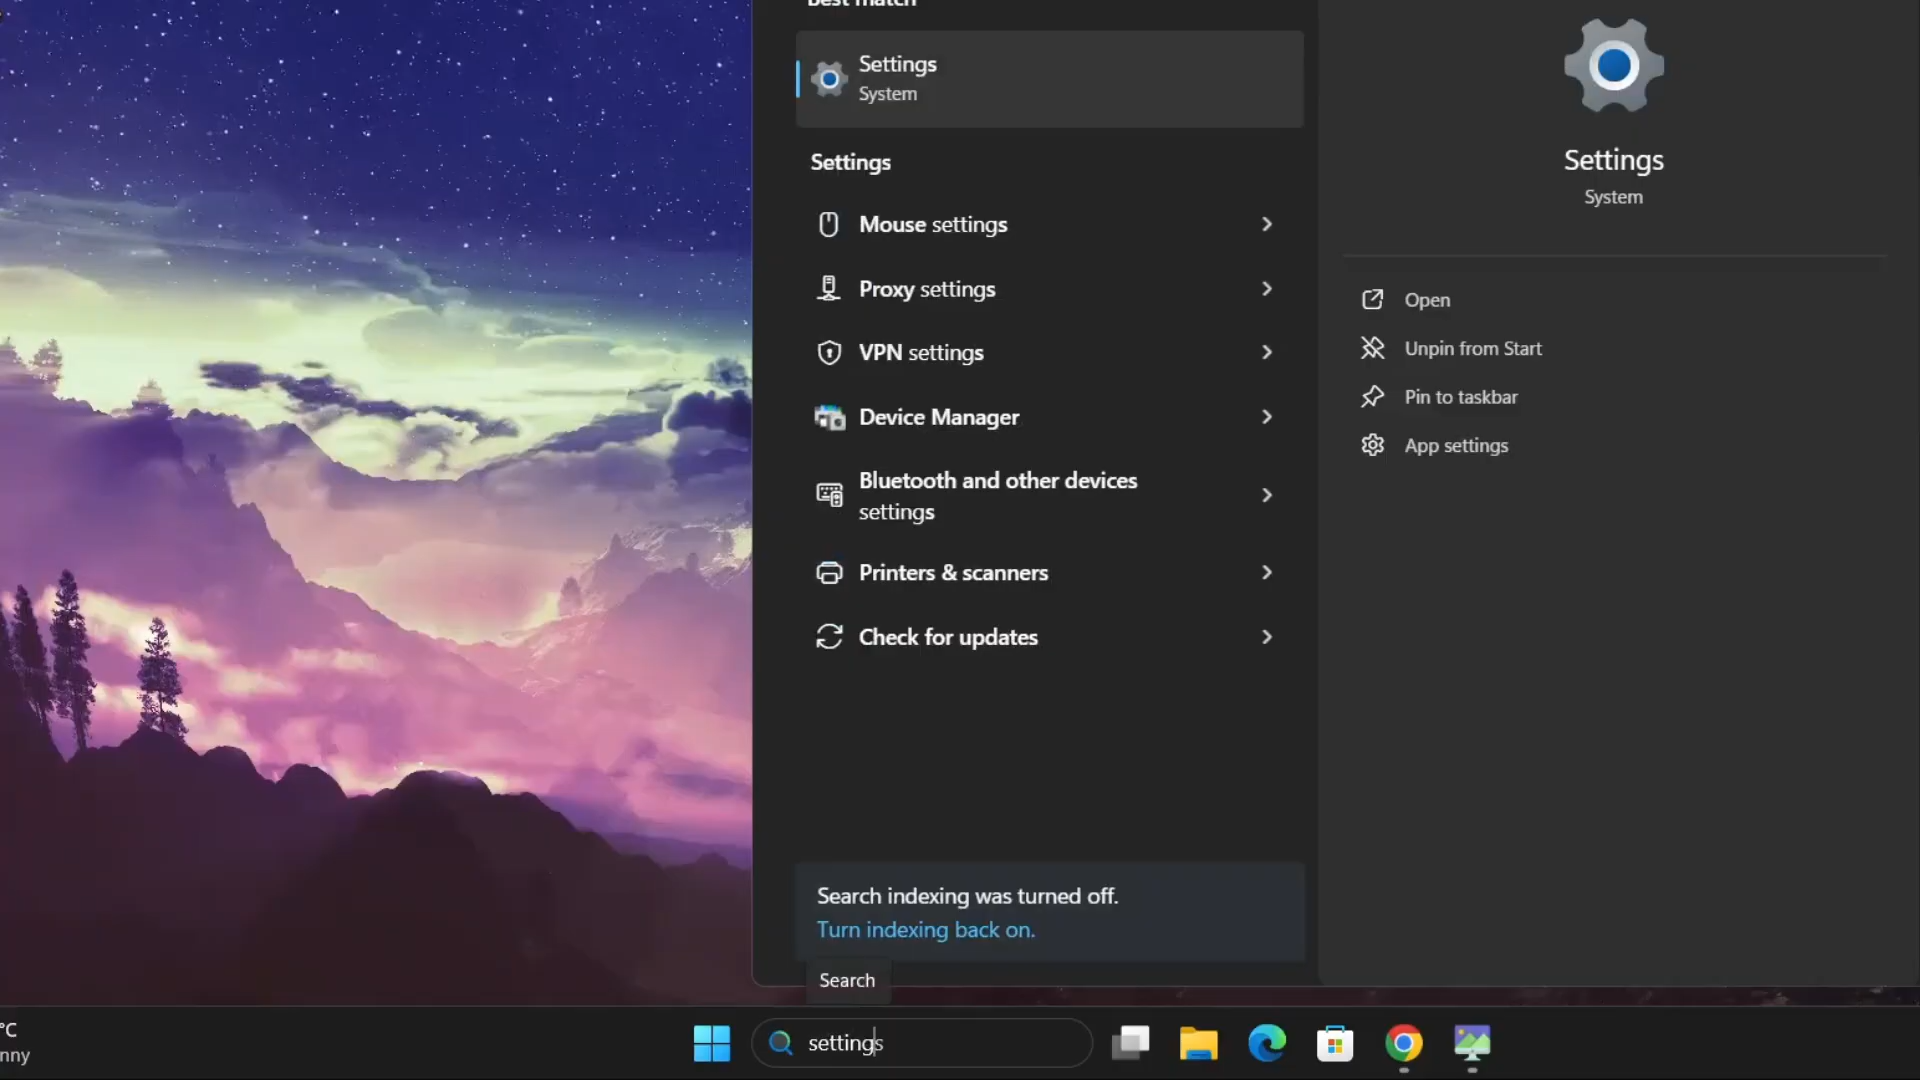 Best match
Settings
System
Settings
Mouse settings
Proxy settings
VPN settings
Device Manager
Bluetooth and other devices
settings
Printers & scanners
Check for updates
Search indexing was turned off.
Turn indexing back on.
Search
Settings
System
Open
Unpin from Start
Pin to taskbar
App settings
°C
nny
settings